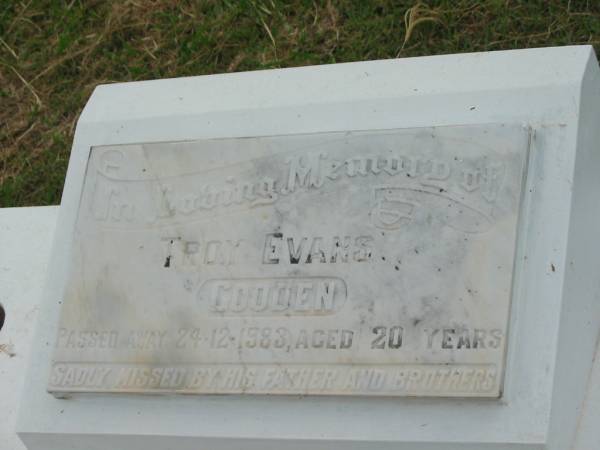 In Loving Memory of
TROY EVANS
GOODEN
PASSED AWAY 24-12-1983, AGED 20 YEARS
SADLY MISSED BY HIS FATHER AND BROTHERS